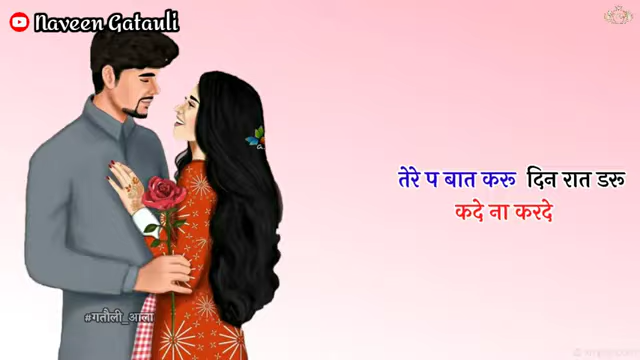 Naveen Gatauli
तेरे प बात करू दिन रात डरू
कदे ना करदे
#गतौली_आला